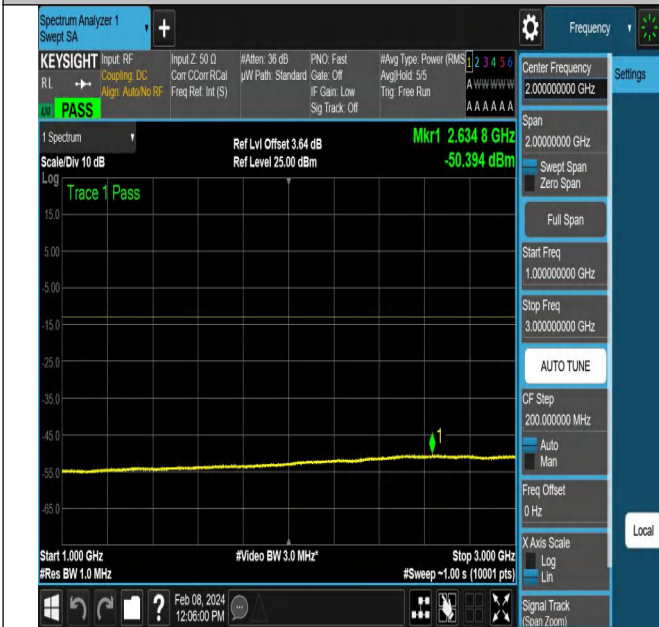 Spectrum Analyzer 1
Swept SA
+
Frequency
KEYSIGHT
RL
PASS
Input: RF
Coupling: DC
Align: Auto/No RF
Input Z: 50 Ω
Corr CCorr RCal
Freq Ref: Int (S)
#Atten: 36 dB
µW Path: Standard
PNO: Fast
Gate: Off
IF Gain: Low
Sig Track: Off
#Avg Type: Power (RMS
Avg|Hold: 5/5
Trig: Free Run
1 2 3 4 5 6
A W W W W W
A A A A A A
1 Spectrum
Scale/Div 10 dB
Ref Lvl Offset 3.64 dB
Ref Level 25.00 dBm
Mkr1 2.634 8 GHz
-50.394 dBm
Log
Trace 1 Pass
15.0
5.00
-5.00
-15.0
-25.0
-35.0
-45.0
-55.0
-65.0
1
Start 1.000 GHz
#Res BW 1.0 MHz
#Video BW 3.0 MHz*
Stop 3.000 GHz
#Sweep ~1.00 s (10001 pts)
Feb 08, 2024
12:06:00 PM
?
Center Frequency
2.000000000 GHz
Settings
Span
2.00000000 GHz
Swept Span
Zero Span
Full Span
Start Freq
1.000000000 GHz
Stop Freq
3.000000000 GHz
AUTO TUNE
CF Step
200.000000 MHz
Auto
Man
Freq Offset
0 Hz
X Axis Scale
Log
Lin
Local
Signal Track
(Span Zoom)